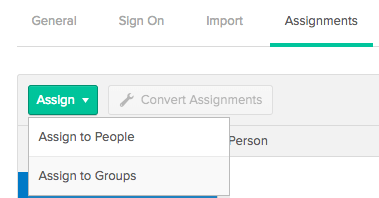 General Sign On Import Assignments
Assign Convert Assignments
Assign to People
Person
Assign to Groups